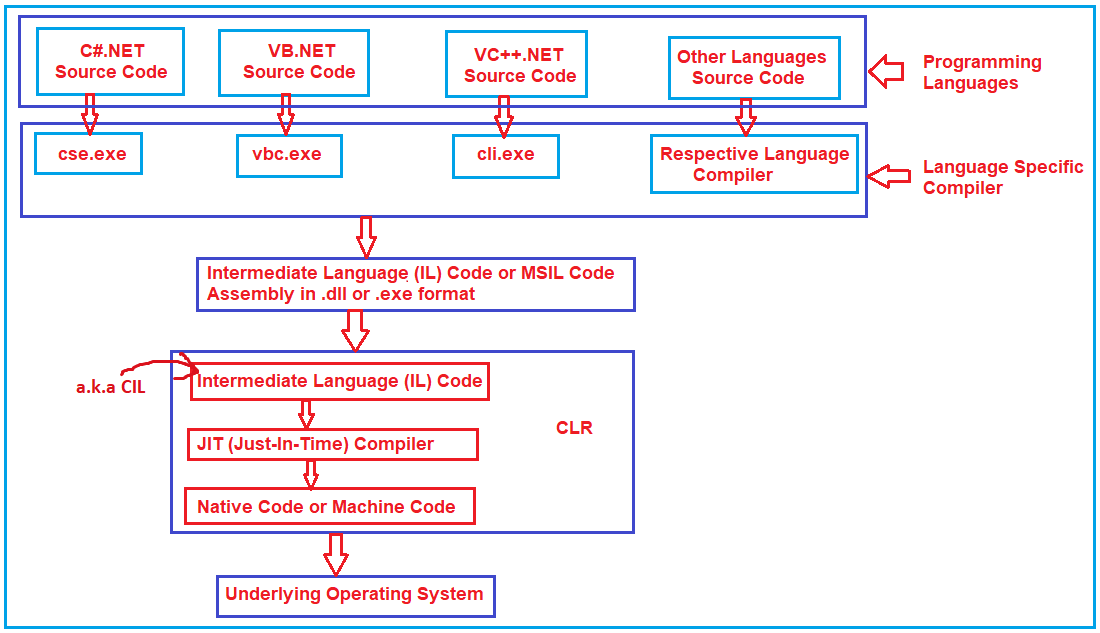 C#.NET
Source Code
VB.NET
Source Code
VC++.NET
Source Code
Other Languages
Source Code
Programming
Languages
cse.exe
vbc.exe
cli.exe
Respective Language
Compiler
Language Specific
Compiler
Intermediate Language (IL) Code or MSIL Code
Assembly in .dll or .exe format
a.k.a CIL
Intermediate Language (IL) Code
CLR
JIT (Just-In-Time) Compiler
Native Code or Machine Code
Underlying Operating System